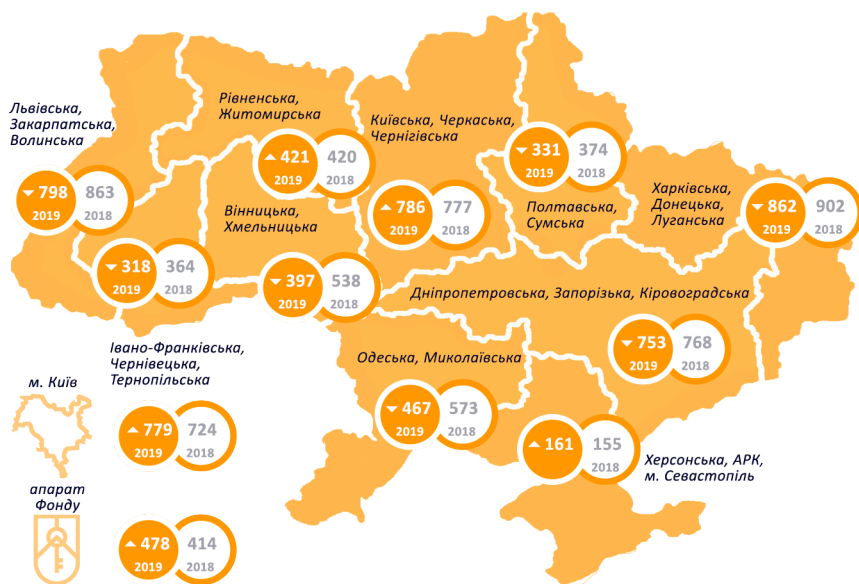 Львівська,
Закарпатська,
Волинська
798
2019
863
2018
Рівненська,
Житомирська
421
2019
420
2018
Київська, Черкаська,
Чернігівська
786
2019
777
2018
331
2019
374
2018
Полтавська,
Сумська
Харківська,
Донецька,
Луганська
862
2019
902
2018
Вінницька,
Хмельницька
397
2019
538
2018
318
2019
364
2018
Івано-Франківська,
Чернівецька,
Тернопільська
Дніпропетровська, Запорізька, Кіровоградська
753
2019
768
2018
Одеська, Миколаївська
467
2019
573
2018
161
155
2018
Херсонська, АРК,
м. Севастопіль
м. Київ
779
2019
724
2018
апарат
Фонду
478
2019
414
2018